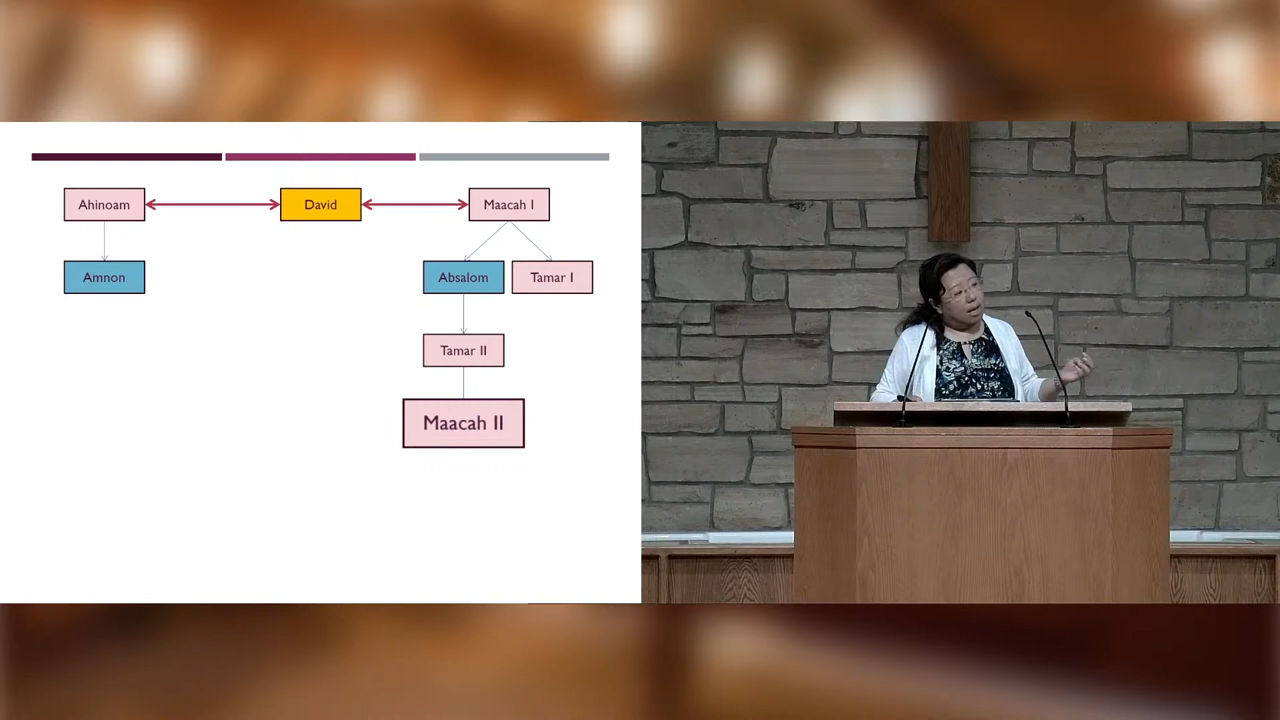 Ahinoam
David
Maacah I
Amnon
Absalom
Tamar I
Tamar II
Maacah II